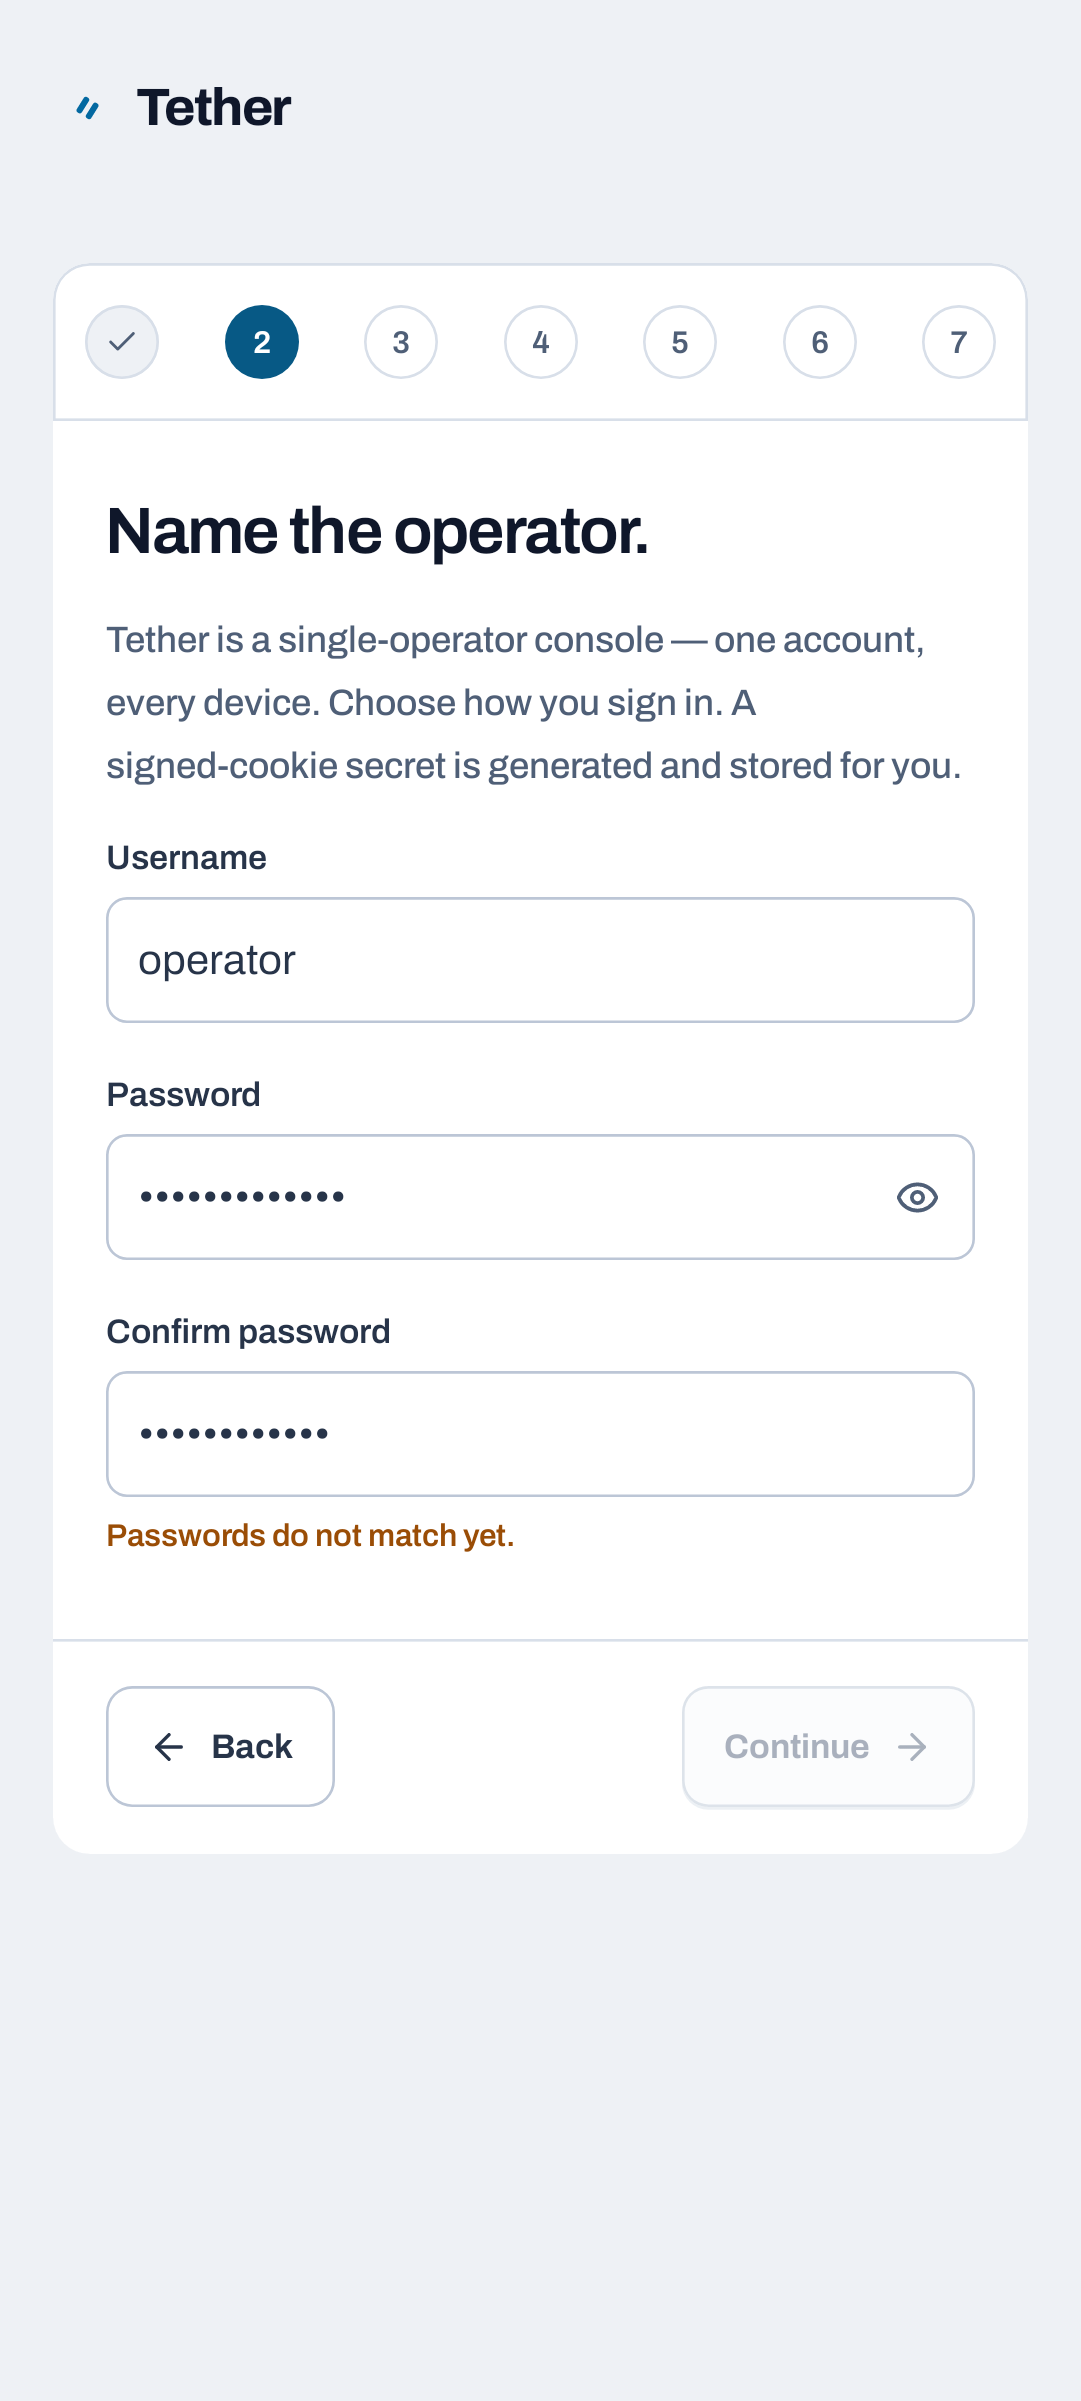 Tether
2 3 4 5 6 7
Name the operator.
Tether is a single-operator console — one account,
every device. Choose how you sign in. A
signed-cookie secret is generated and stored for you.
Username
operator
Password
•••••••••••••
Confirm password
••••••••••••
Passwords do not match yet.
Back
Continue